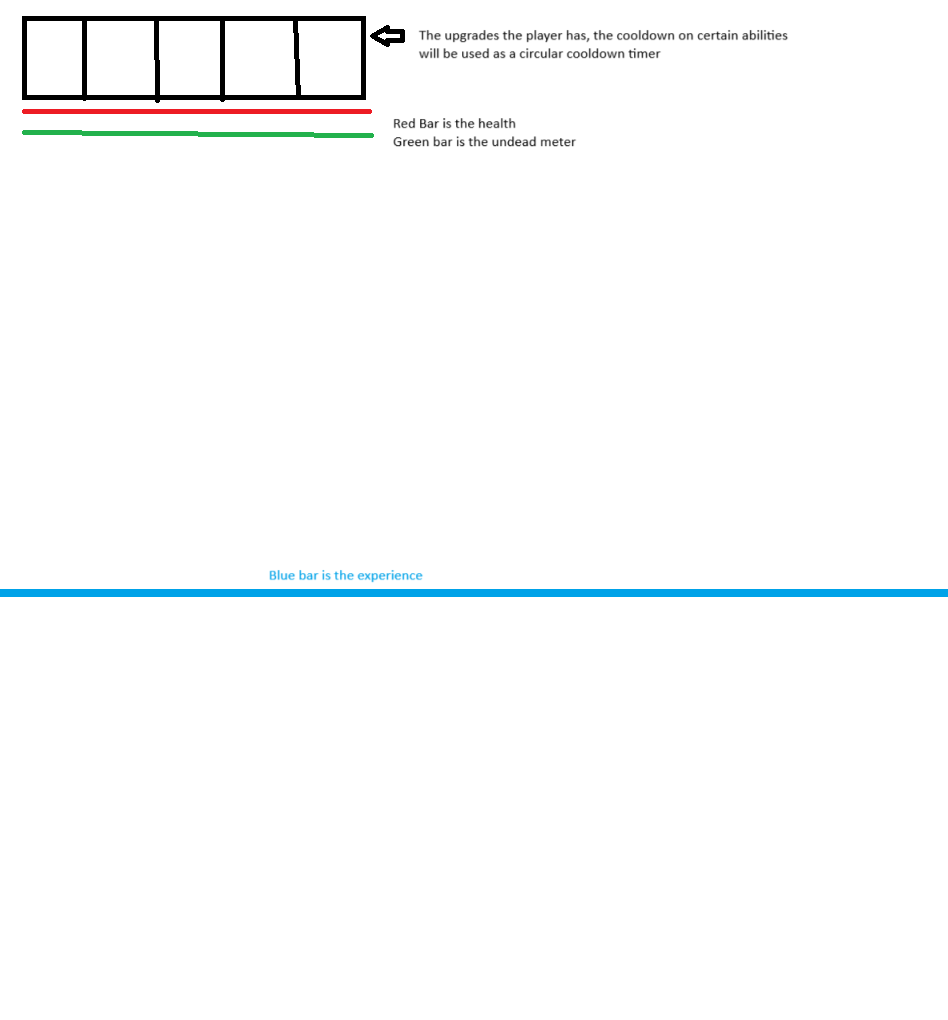 The upgrades the player has, the cooldown on certain abilities
will be used as a circular cooldown timer
Red Bar is the health
Green bar is the undead meter
Blue bar is the experience